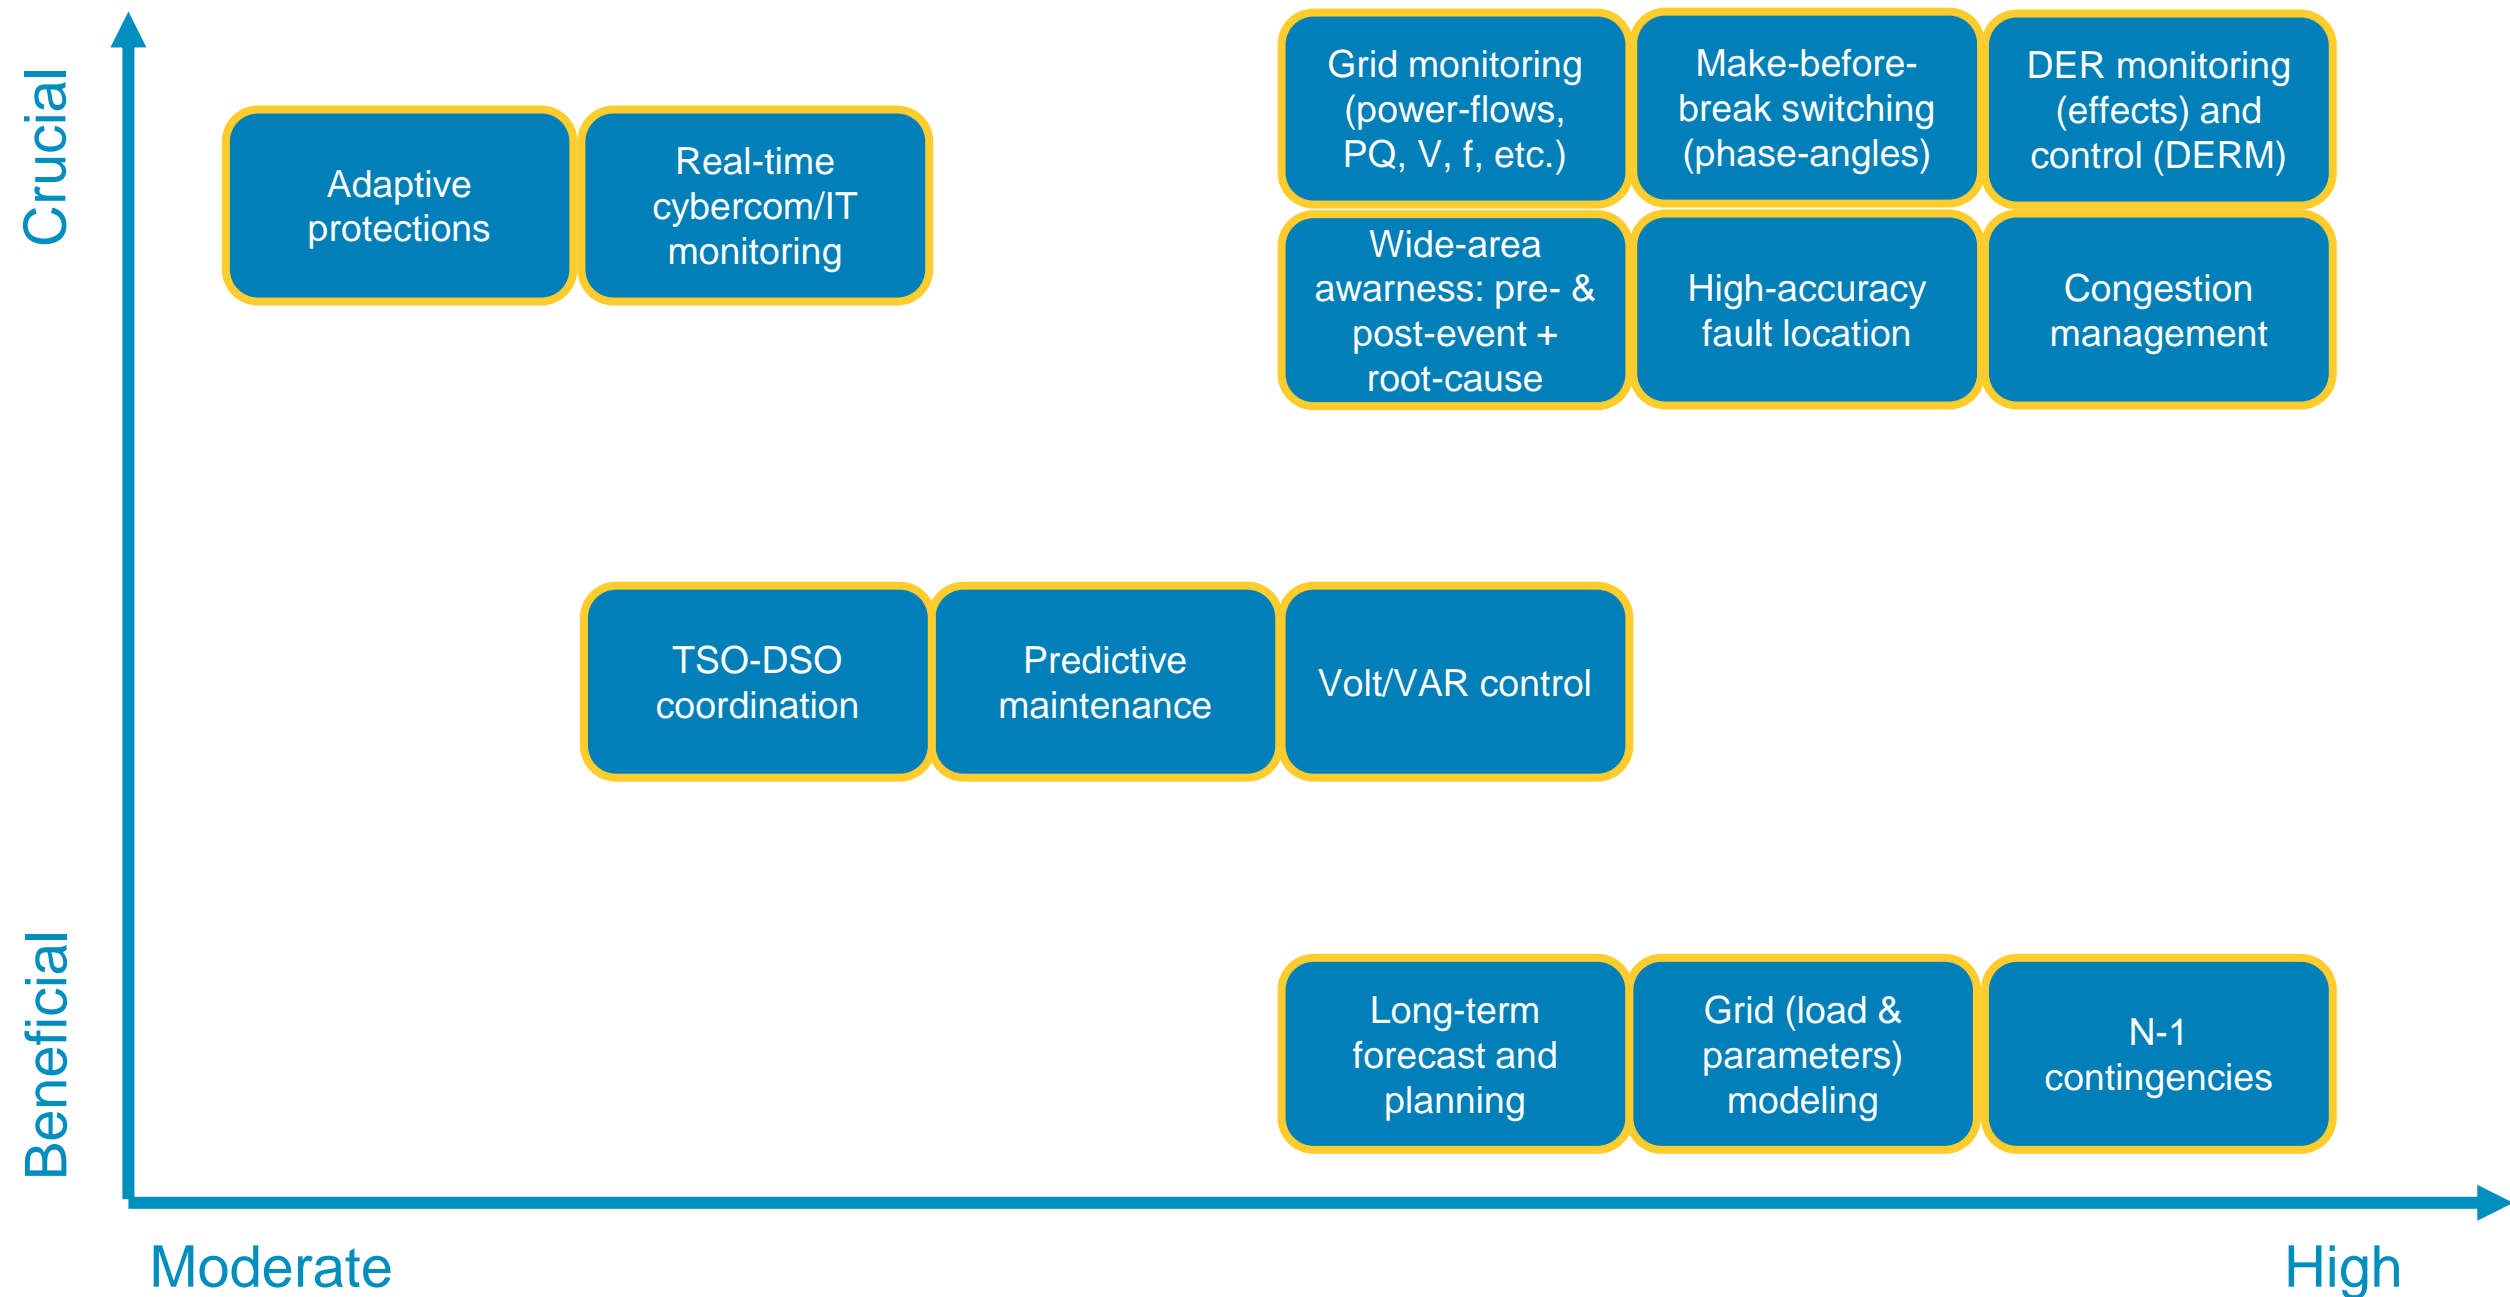 Crucial
Adaptive
protections
Real-time
cybercom/IT
monitoring
Grid monitoring
(power-flows,
PQ, V, f, etc.)
Make-before-
break switching
(phase-angles)
DER monitoring
(effects) and
control (DERM)
Wide-area
awarness: pre- &
post-event +
root-cause
High-accuracy
fault location
Congestion
management
TSO-DSO
coordination
Predictive
maintenance
Volt/VAR control
Beneficial
Long-term
forecast and
planning
Grid (load &
parameters)
modeling
N-1
contingencies
Moderate
High